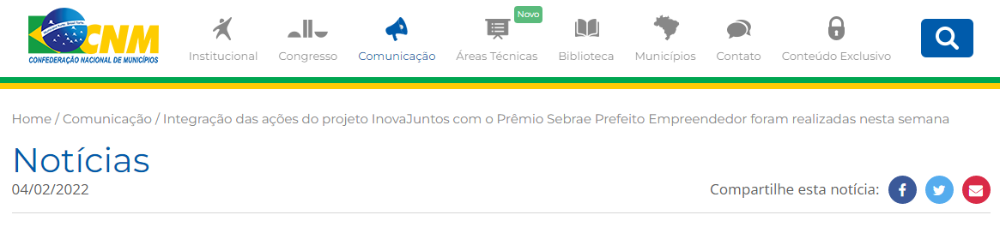 Novo
CNM
CONFEDERAÇÃO NACIONAL DE MUNICÍPIOS
Institucional
Congresso
Comunicação
Áreas Técnicas
Biblioteca
Municípios
Contato
Conteúdo Exclusivo
Home / Comunicação / Integração das ações do projeto InovaJuntos com o Prêmio Sebrae Prefeito Empreendedor foram realizadas nesta semana
Notícias
04/02/2022
Compartilhe esta notícia: